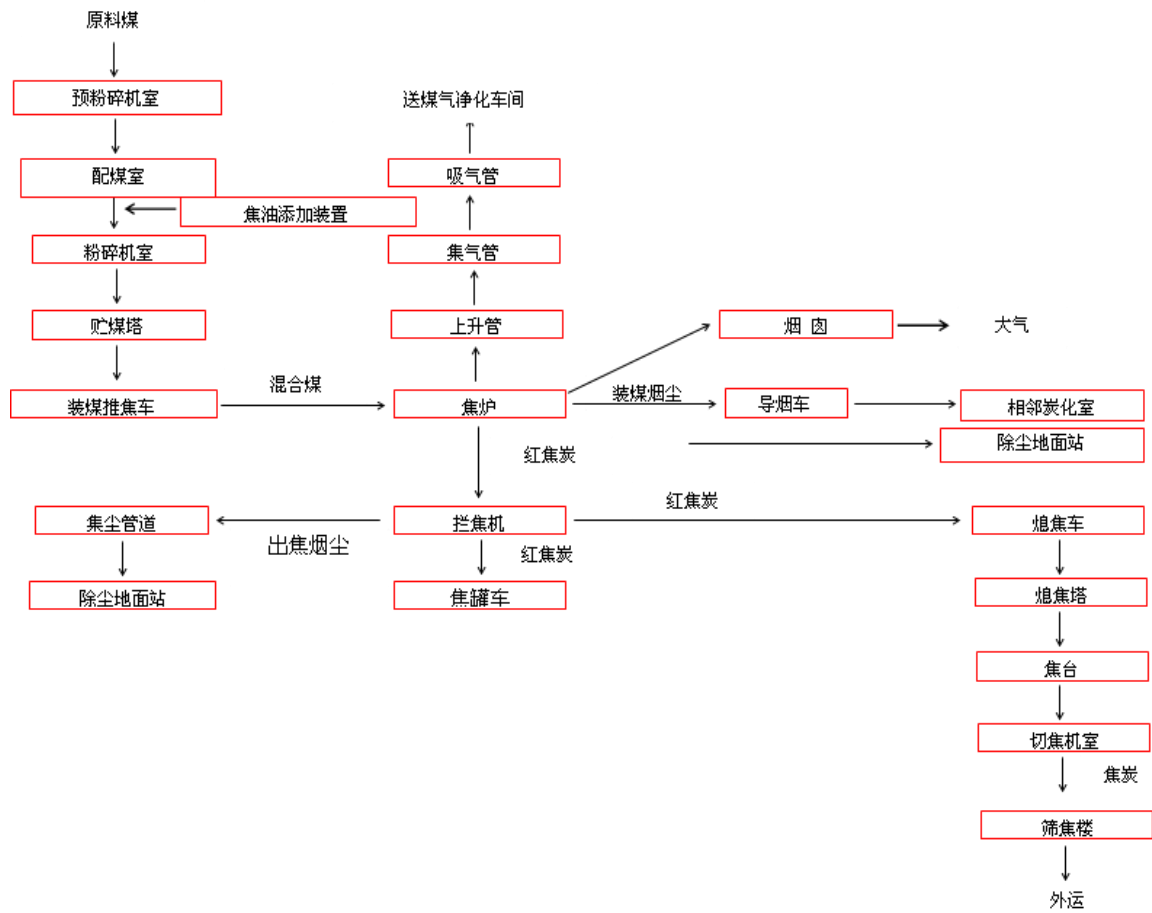 原料煤
预粉碎机室
送煤气净化车间
配煤室
吸气管
焦油添加装置
粉碎机室
集气管
贮煤塔
上升管
烟 囱
大气
混合煤
装煤烟尘
装煤推焦车
焦炉
导烟车
相邻炭化室
除尘地面站
红焦炭
红焦炭
集尘管道
拦焦机
熄焦车
出焦烟尘
红焦炭
除尘地面站
焦罐车
熄焦塔
焦台
切焦机室
焦炭
筛焦楼
外运